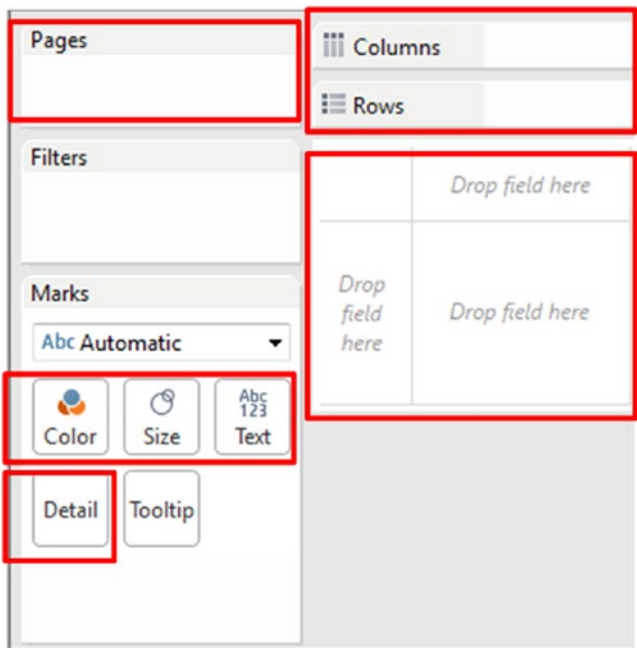 Pages
Columns
Rows
Filters
Drop field here
Drop
field
here
Drop field here
Marks
Abc Automatic
Color
Size
Abc
123
Text
Detail
Tooltip